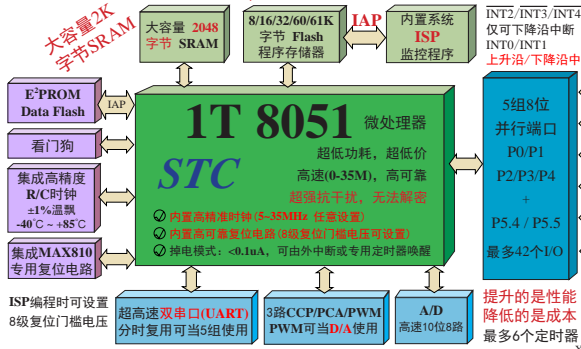 大容量2K
字节SRAM
大容量 2048
字节 SRAM
8/16/32/60/61K
字节 Flash
程序存储器
IAP
内置系统
ISP
监控程序
INT2/INT3/INT4
仅可下降沿中断
INT0/INT1
上升沿/下降沿中
E²PROM
Data Flash
IAP
看门狗
集成高精度
R/C时钟
±1%温飘
-40℃ ~ +85℃
集成MAX810
专用复位电路
1T 8051 微处理器
STC
超低功耗，超低价
高速(0-35M)，高可靠
超强抗干扰，无法解密
内置高精准时钟(5~35MHz 任意设置)
内置高可靠复位电路(8级复位门槛电压可设置)
掉电模式：<0.1uA，可由外中断或专用定时器唤醒
5组8位
并行端口
P0/P1
P2/P3/P4
+
P5.4 / P5.5
最多42个I/O
ISP编程时可设置
8级复位门槛电压
超高速双串口(UART)
分时复用可当5组使用
3路CCP/PCA/PWM
PWM可当D/A使用
A/D
高速10位8路
提升的是性能
降低的是成本
最多6个定时器